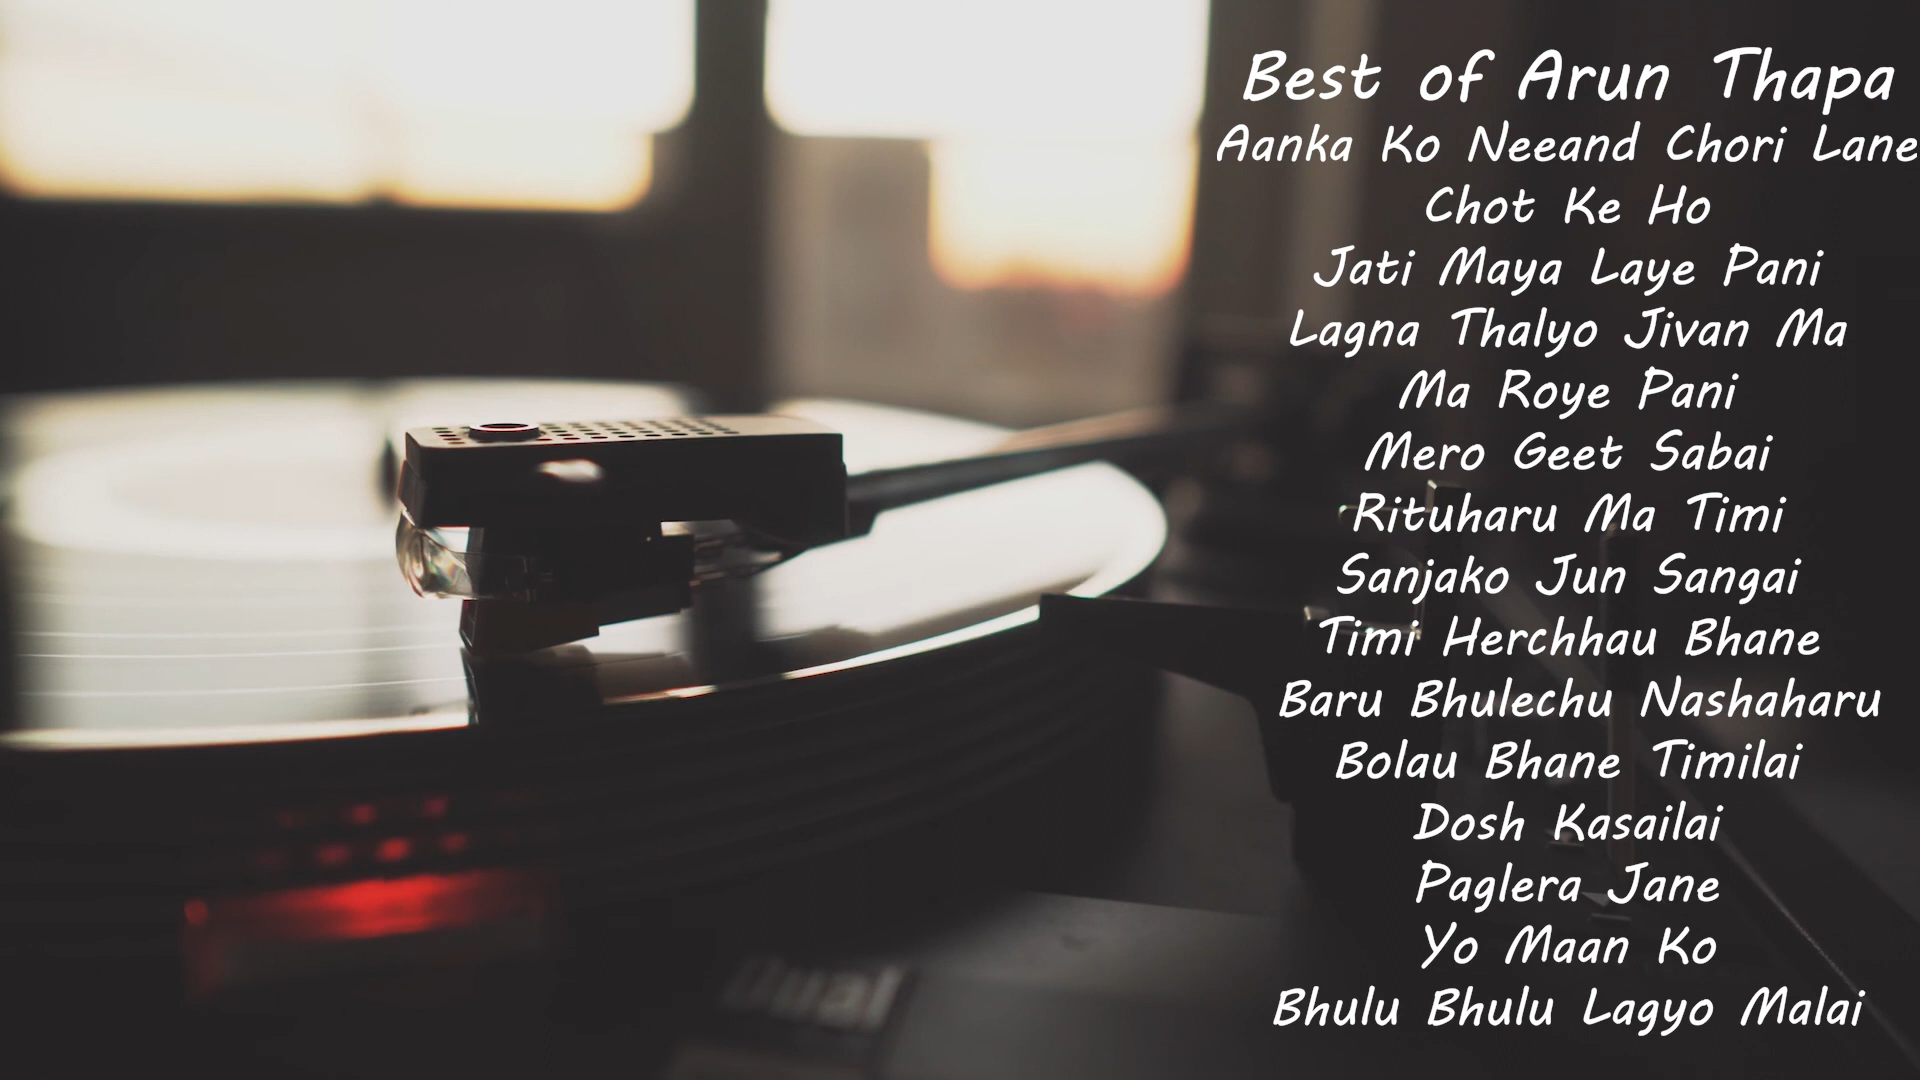 Best of Arun Thapa
Aanka Ko Neeand Chori Lane
Chot Ke Ho
Jati Maya Laye Pani
Lagna Thalyo Jivan Ma
Ma Roye Pani
Mero Geet Sabai
Rituharu Ma Timi
Sanjako Jun Sangai
Timi Herchhau Bhane
Baru Bhulechu Nashaharu
Bolau Bhane Timilai
Dosh Kasailai
Paglera Jane
Yo Maan Ko
Bhulu Bhulu Lagyo Malai
Dual